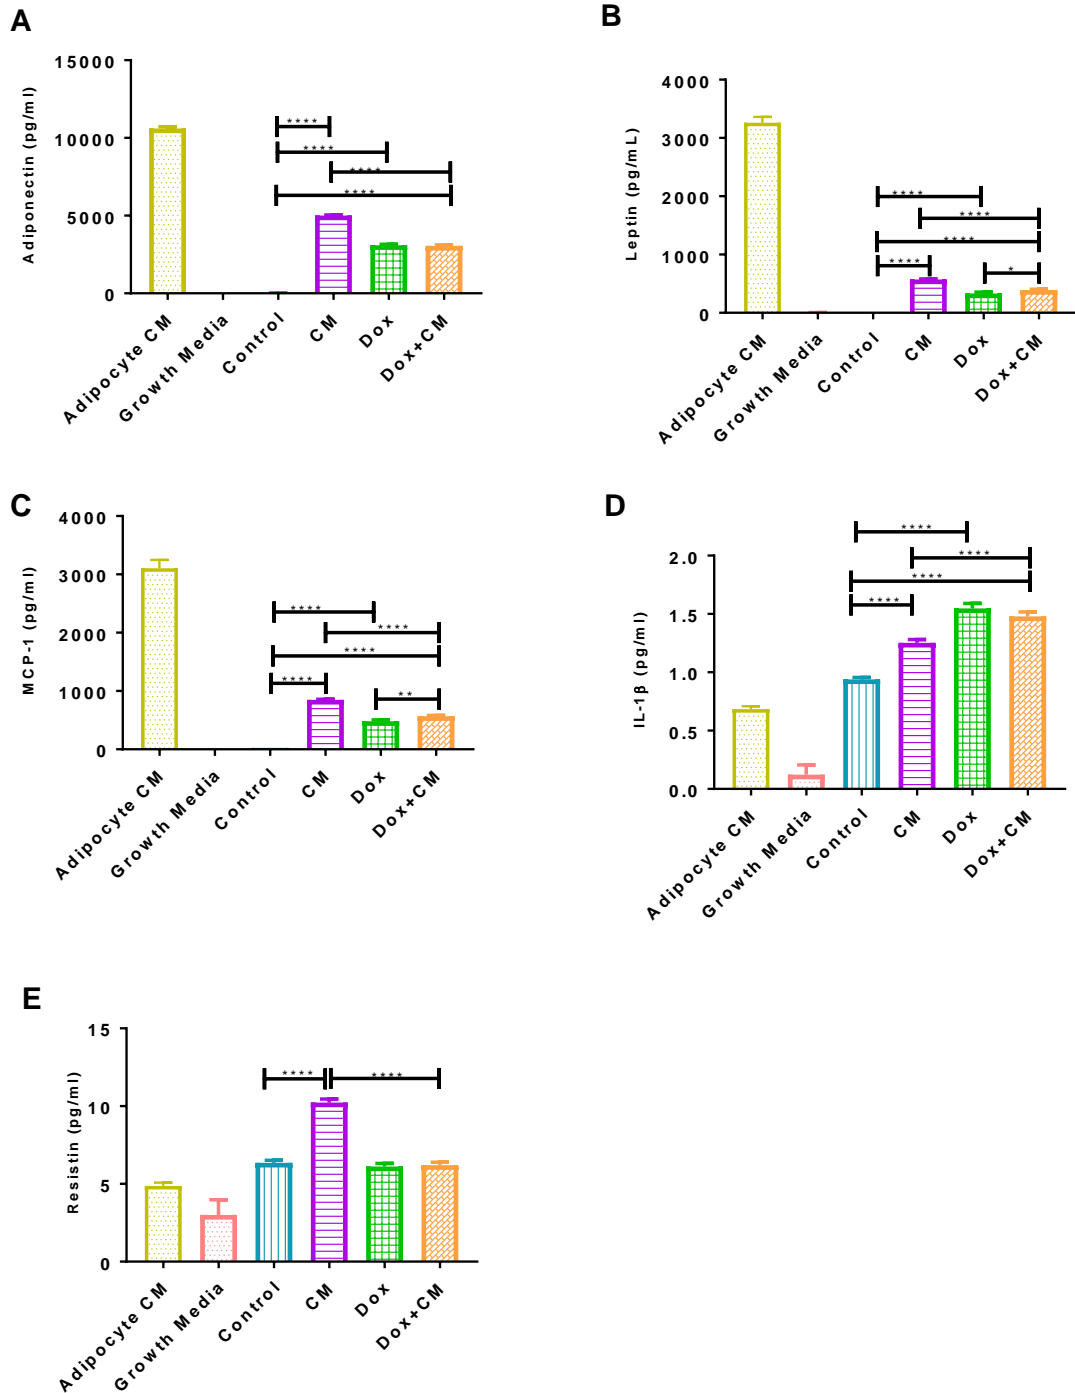 A
Adiponectin (pg/ml)
15000
10000
5000
0
****
****
****
****
Adipocyte CM
Growth Media
Control
CM
Dox
Dox+CM
B
Leptin (pg/mL)
4000
3000
2000
1000
0
****
****
****
****
*
Adipocyte CM
Growth Media
Control
CM
Dox
Dox+CM
C
MCP-1 (pg/ml)
4000
3000
2000
1000
0
****
****
****
****
**
Adipocyte CM
Growth Media
Control
CM
Dox
Dox+CM
D
IL-1β (pg/ml)
2.0
1.5
1.0
0.5
0.0
****
****
****
****
Adipocyte CM
Growth Media
Control
CM
Dox
Dox+CM
E
Resistin (pg/ml)
15
10
5
0
****
****
Adipocyte CM
Growth Media
Control
CM
Dox
Dox+CM